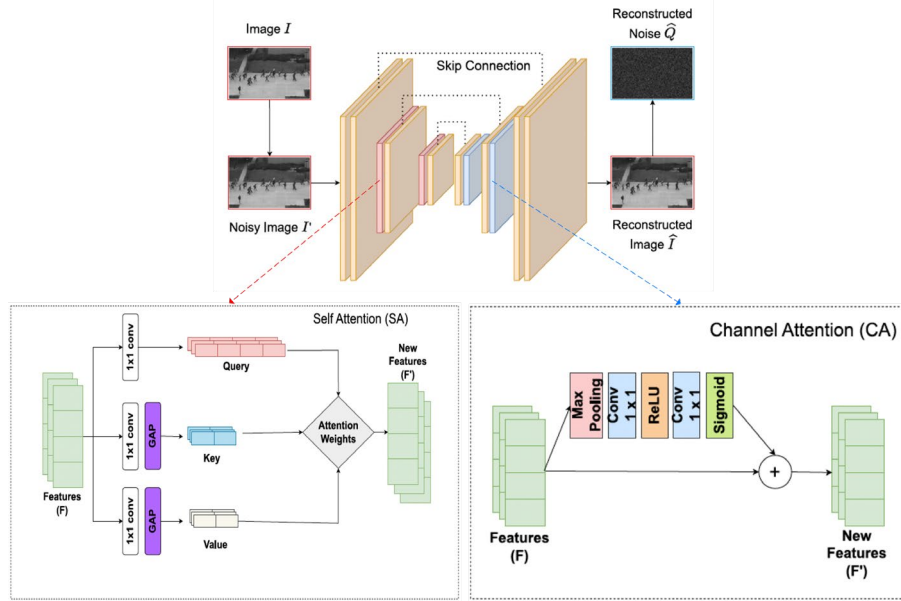 Image I
Reconstructed
Noise Q̂
Skip Connection
Noisy Image I'
Reconstructed
Image Î
Self Attention (SA)
1x1 conv
Query
New
Features
(F')
1x1 conv
GAP
Key
Attention
Weights
Features
(F)
1x1 conv
GAP
Value
Channel Attention (CA)
Max
Pooling
Conv
1 x 1
ReLU
Conv
1 x 1
Sigmoid
+
Features
(F)
New
Features
(F')